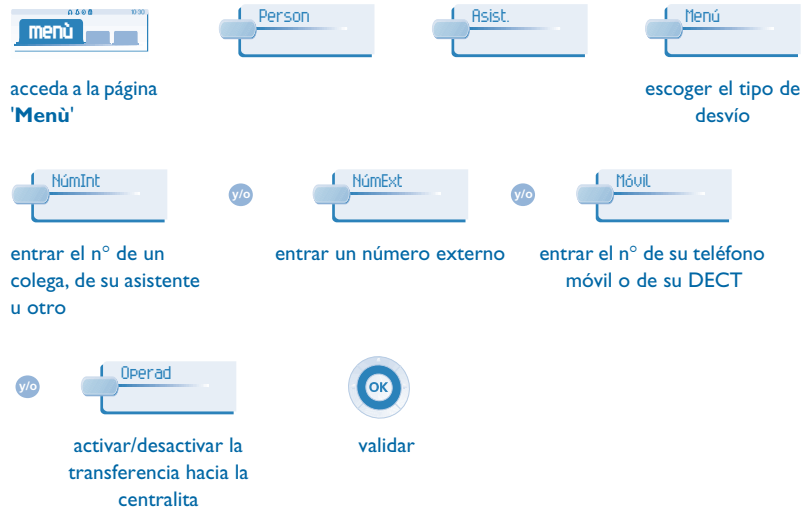 10:30
menù
Person
Asist.
Menú
acceda a la página
'Menù'
escoger el tipo de
desvío
NúmInt
y/o
NúmExt
y/o
Móvil
entrar el n° de un
colega, de su asistente
u otro
entrar un número externo
entrar el n° de su teléfono
móvil o de su DECT
y/o
Operad
OK
activar/desactivar la
transferencia hacia la
centralita
validar